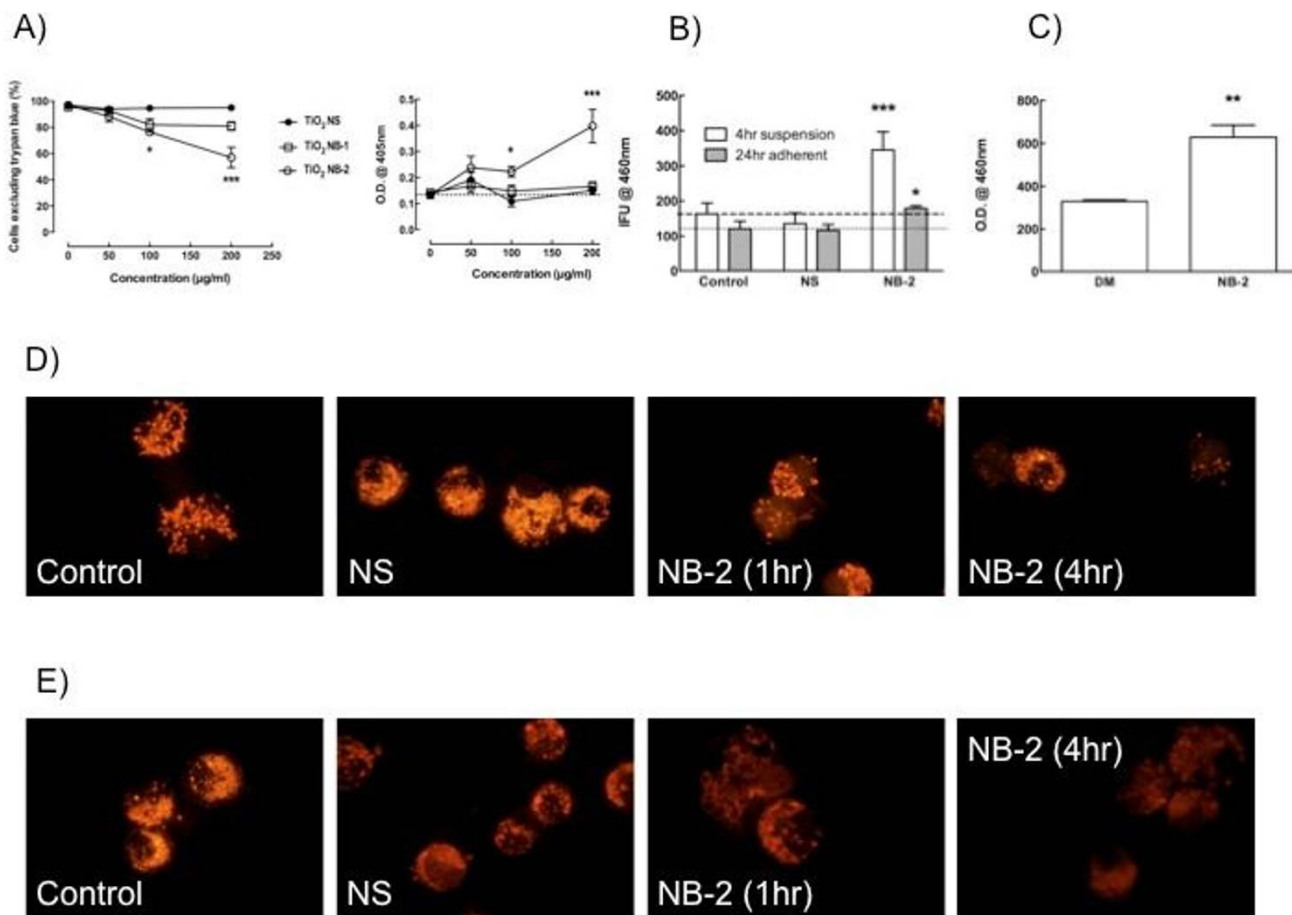 A)
B)
C)
Cells excluding trypan blue (%)
100
80
60
40
20
0
*
***
0 50 100 150 200 250
Concentration (µg/ml)
TiO2 NS
TiO2 NB-1
TiO2 NB-2
O.D. @ 405nm
0.5
0.4
0.3
0.2
0.1
0.0
*
***
0 50 100 150 200
Concentration (µg/ml)
IFU @ 460nm
500
400
300
200
100
0
4hr suspension
24hr adherent
***
*
Control NS NB-2
O.D. @ 460nm
800
600
400
200
0
**
DM NB-2
D)
Control
NS
NB-2 (1hr)
NB-2 (4hr)
E)
Control
NS
NB-2 (1hr)
NB-2 (4hr)